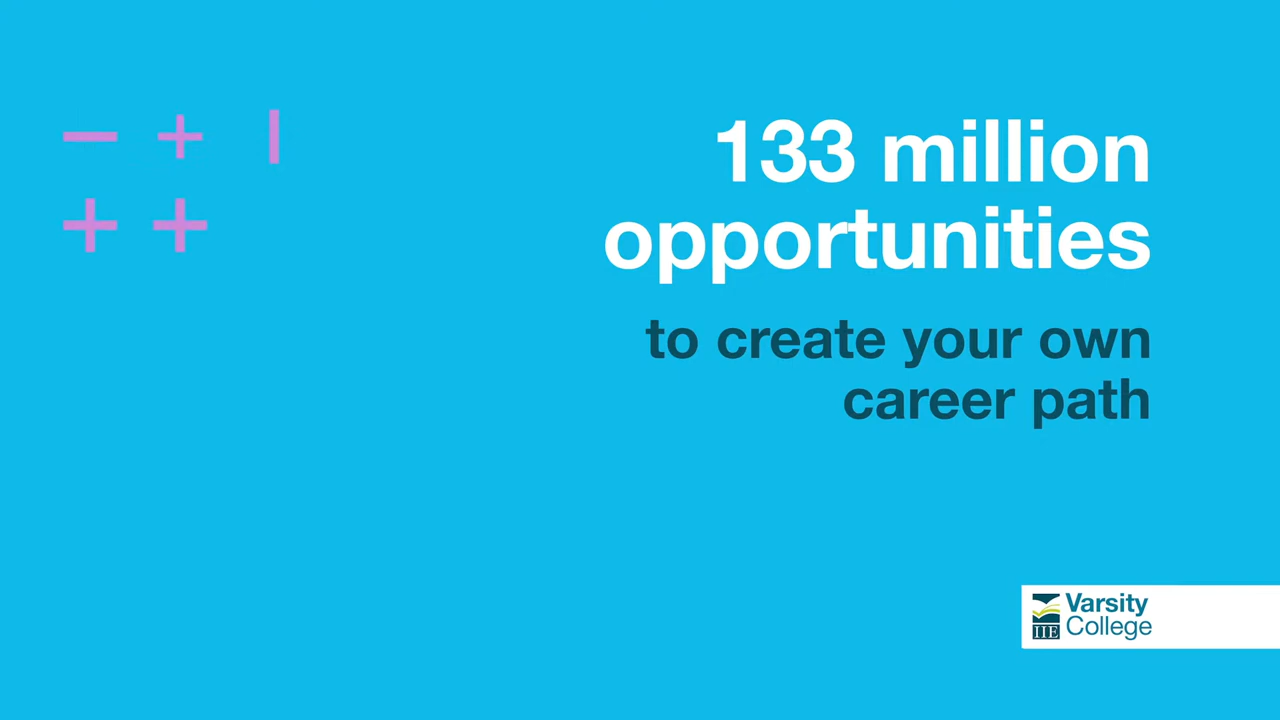 133 million
opportunities
to create your own
career path
IIE
Varsity
College